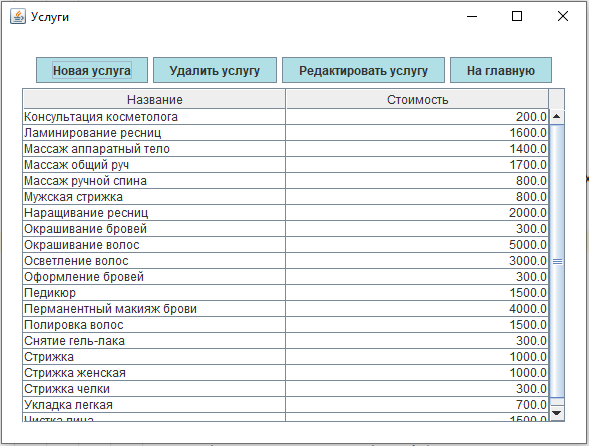 Услуги
Новая услуга Удалить услугу Редактировать услугу На главную
Название Стоимость
Консультация косметолога 200.0
Ламинирование ресниц 1600.0
Массаж аппаратный тело 1400.0
Массаж общий руч 1700.0
Массаж ручной спина 800.0
Мужская стрижка 800.0
Наращивание ресниц 2000.0
Окрашивание бровей 300.0
Окрашивание волос 5000.0
Осветление волос 3000.0
Оформление бровей 300.0
Педикюр 1500.0
Перманентный макияж брови 4000.0
Полировка волос 1500.0
Снятие гель-лака 300.0
Стрижка 1000.0
Стрижка женская 1000.0
Стрижка челки 300.0
Укладка легкая 700.0
Чистка лица 1500.0